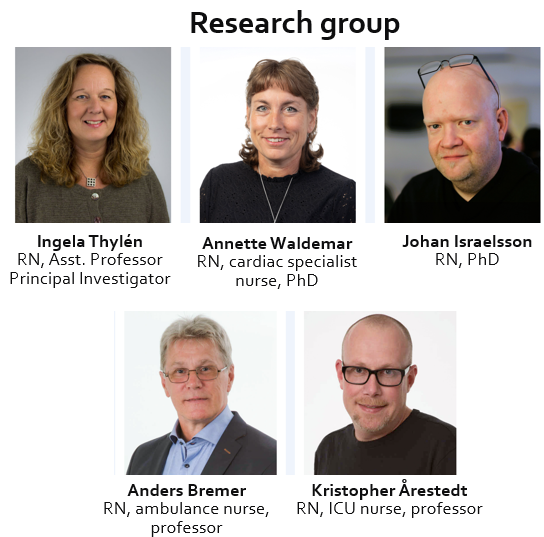 Research group
Ingela Thylén
RN, Asst. Professor
Principal Investigator
Annette Waldemar
RN, cardiac specialist
nurse, PhD
Johan Israelsson
RN, PhD
Anders Bremer
RN, ambulance nurse,
professor
Kristopher Årestedt
RN, ICU nurse, professor